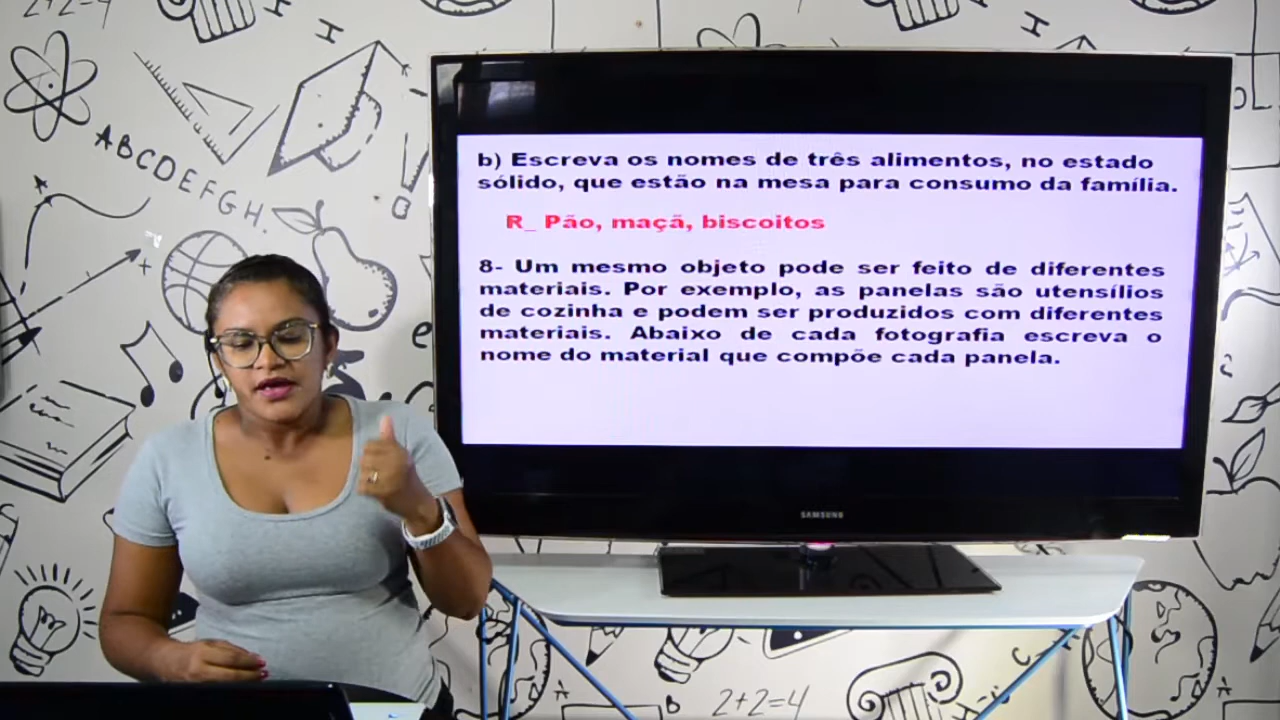 2+2=4
H
H
ABCDEFGH.
b) Escreva os nomes de três alimentos, no estado
sólido, que estão na mesa para consumo da família.
R_ Pão, maçã, biscoitos
8- Um mesmo objeto pode ser feito de diferentes
materiais. Por exemplo, as panelas são utensílios
de cozinha e podem ser produzidos com diferentes
materiais. Abaixo de cada fotografia escreva o
nome do material que compõe cada panela.
SAMSUNG
A
B
C
A
2+2=4